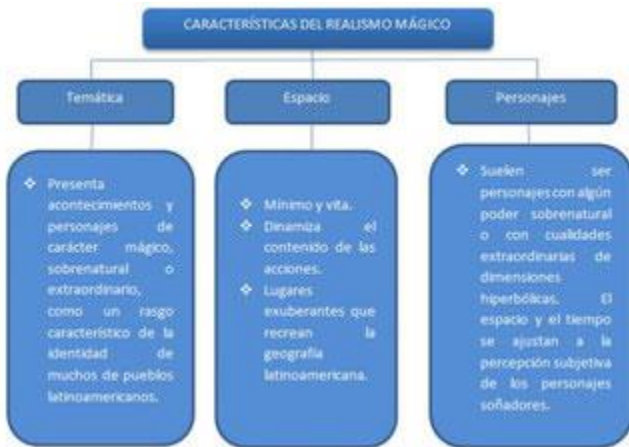 CARACTERÍSTICAS DEL REALISMO MÁGICO
Temática
Espacio
Personajes
Presenta
acontecimientos y
personajes de
carácter mágico,
sobrenatural o
extraordinario,
como un rasgo
característico de la
identidad de
muchos de pueblos
latinoamericanos.
Mínimo y vita.
Dinamiza el
contenido de las
acciones.
Lugares
exuberantes que
recrean la
geografía
latinoamericana.
Suelen ser
personajes con algún
poder sobrenatural
o con cualidades
extraordinarias de
dimensiones
hiperbólicas. El
espacio y el tiempo
se ajustan a la
percepción subjetiva
de los personajes
soñadores.